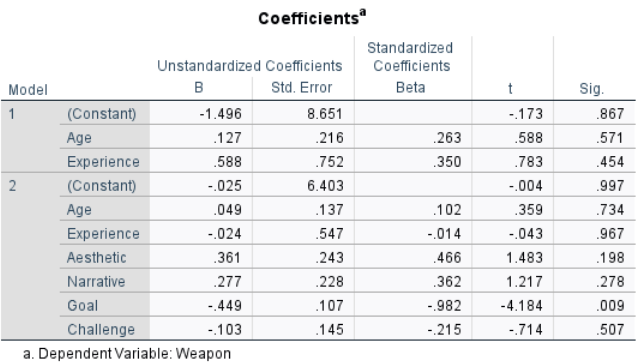 Coefficientsa
Unstandardized Coefficients Standardized Coefficients
Model B Std. Error Beta t Sig.
1 (Constant) -1.496 8.651 -.173 .867
Age .127 .216 .263 .588 .571
Experience .588 .752 .350 .783 .454
2 (Constant) -.025 6.403 -.004 .997
Age .049 .137 .102 .359 .734
Experience -.024 .547 -.014 -.043 .967
Aesthetic .361 .243 .466 1.483 .198
Narrative .277 .228 .362 1.217 .278
Goal -.449 .107 -.982 -4.184 .009
Challenge -.103 .145 -.215 -.714 .507
a. Dependent Variable: Weapon